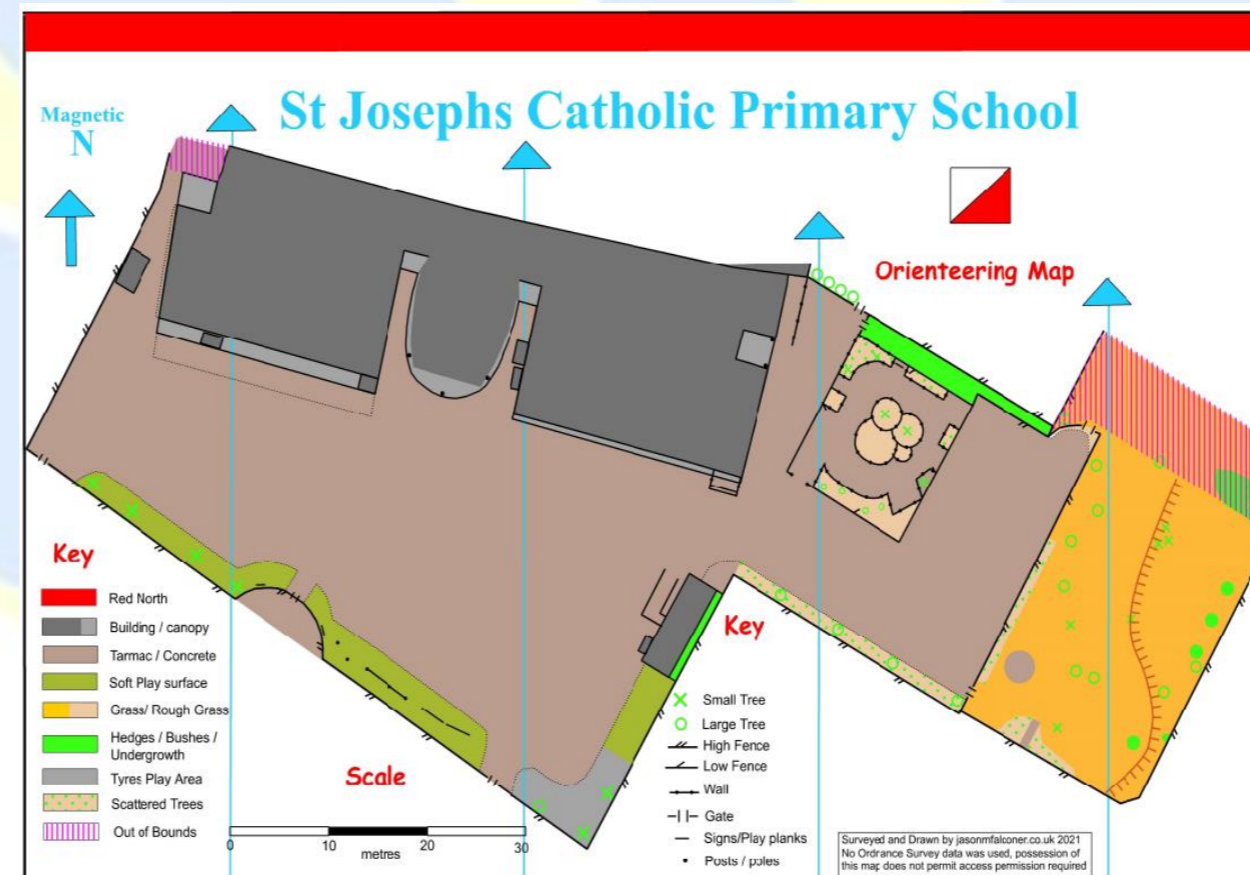 St Josephs Catholic Primary School
Magnetic
N
Orienteering Map
Key
Red North
Building / canopy
Tarmac / Concrete
Soft Play surface
Grass/ Rough Grass
Hedges / Bushes /
Undergrowth
Tyres Play Area
Scattered Trees
Out of Bounds
Scale
0 10 20 30
metres
Key
Small Tree
Large Tree
High Fence
Low Fence
Wall
Gate
Signs/Play planks
Posts / poles
Surveyed and Drawn by jasonmfalconer.co.uk 2021
No Ordnance Survey data was used, possession of
this map does not permit access permission required